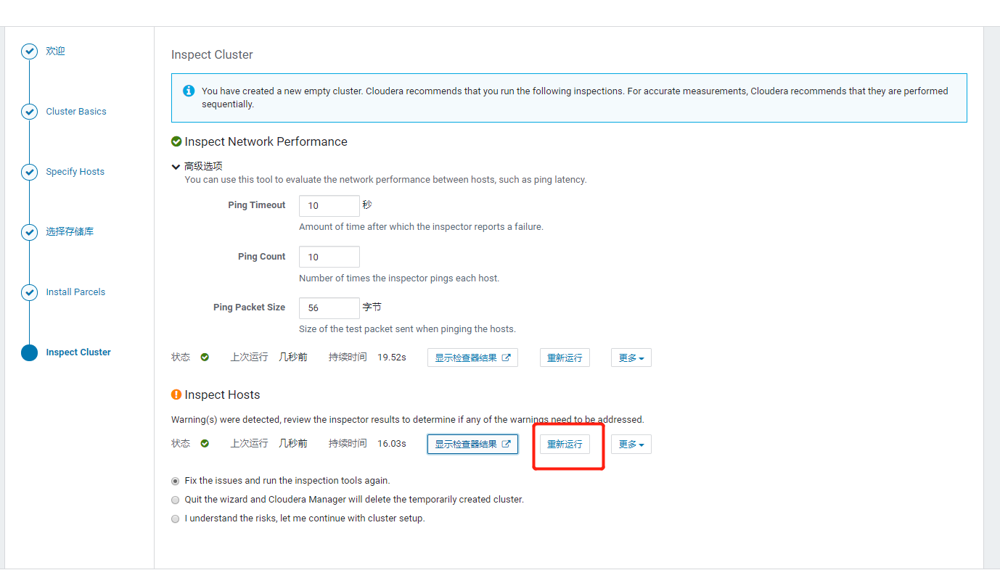 欢迎
Cluster Basics
Specify Hosts
选择存储库
Install Parcels
Inspect Cluster
Inspect Cluster
You have created a new empty cluster. Cloudera recommends that you run the following inspections. For accurate measurements, Cloudera recommends that they are performed
sequentially.
Inspect Network Performance
高级选项
You can use this tool to evaluate the network performance between hosts, such as ping latency.
Ping Timeout 10 秒
Amount of time after which the inspector reports a failure.
Ping Count 10
Number of times the inspector pings each host.
Ping Packet Size 56 字节
Size of the test packet sent when pinging the hosts.
状态 上次运行 几秒前 持续时间 19.52s 显示检查器结果 重新运行 更多
Inspect Hosts
Warning(s) were detected, review the inspector results to determine if any of the warnings need to be addressed.
状态 上次运行 几秒前 持续时间 16.03s 显示检查器结果 重新运行 更多
Fix the issues and run the inspection tools again.
Quit the wizard and Cloudera Manager will delete the temporarily created cluster.
I understand the risks, let me continue with cluster setup.